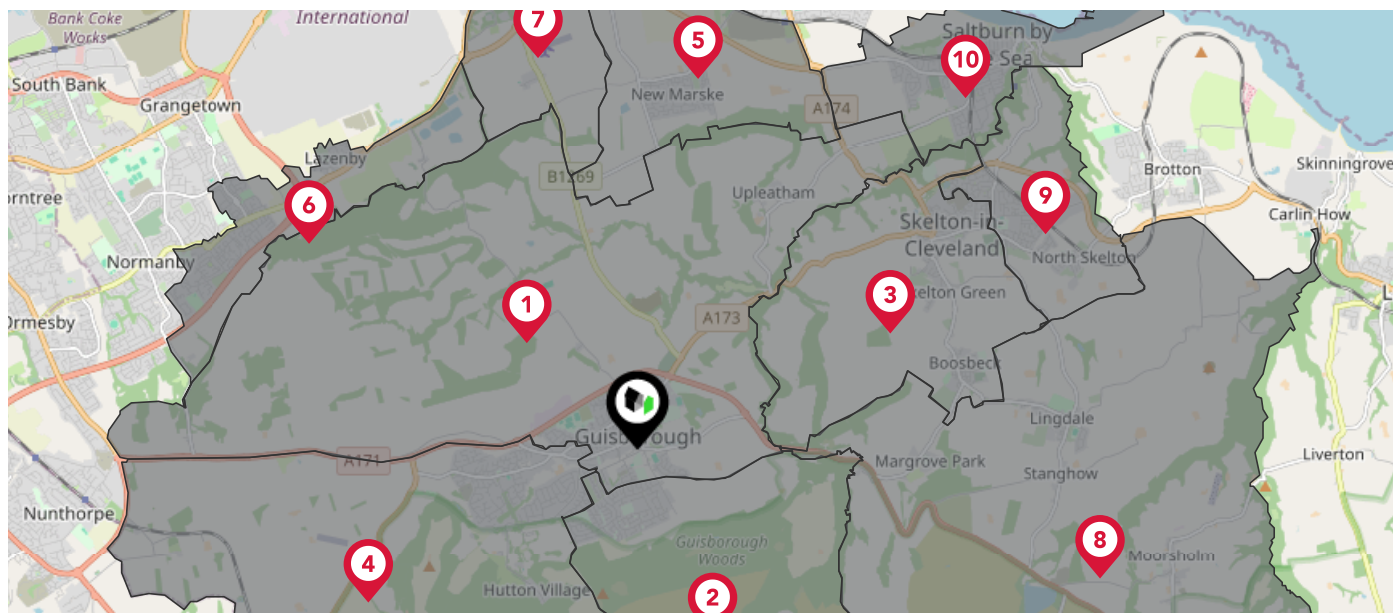 Bank Coke
Works
International
7
5
Saltburn by
e Sea
10
South Bank
Grangetown
New Marske
A174
Lazenby
Brotton
Skinningrove
orntree
B1269
Upleatham
6
9
Carlin How
Normanby
Skelton-in-
Cleveland
North Skelton
1
3
kelton Green
Ormesby
A173
Boosbeck
Guisborough
Lingdale
A171
Margrove Park
Stanghow
Liverton
Nunthorpe
Guisborough
Woods
4
Hutton Village
2
8
Moorsholm